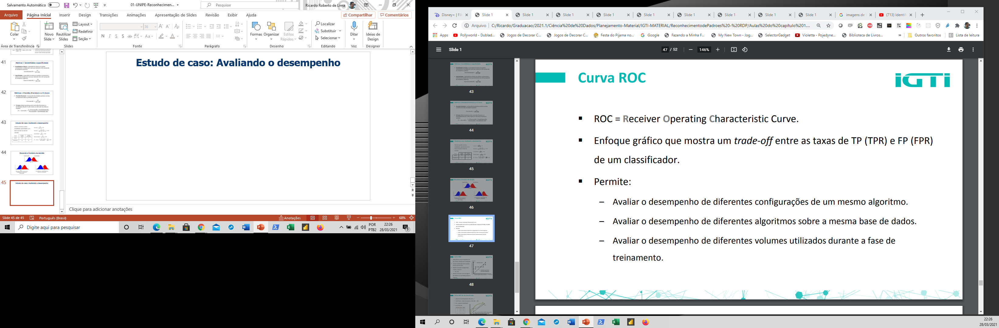 Salvamento Automático
01-UNIPE-Reconhecimen...
Pesquisar
Ricardo Roberto de Lima
Arquivo
Página Inicial
Inserir
Design
Transições
Animações
Apresentação de Slides
Revisão
Exibir
Ajuda
Compartilhar
Comentários
Colar
Novo Slide
Reutilizar Slides
Layout
Redefinir
Seção
36
N I S S ab AV Aa
Formas
Organizar
Estilos Rápidos
Localizar
Substituir
Selecionar
Ditar
Ideias de Design
Área de Transferência
Slides
Fonte
Parágrafo
Desenho
Editando
Voz
Designer
41
Métricas > Sensibilidade e especificidade
42
Métricas > Precisão (Precision) e o F1-Score
43
Estudo de caso: Avaliando o desempenho
44
Movendo a fronteira de decisão
45
Estudo de caso: Avaliando o desempenho
Estudo de caso: Avaliando o desempenho
Clique para adicionar anotações
Slide 45 de 45
Português (Brasil)
Anotações
68%
Digite aqui para pesquisar
POR
PTB2
22:26
28/03/2021
3
Disney+ | Fil
Slide 1
Slide 1
Slide 1
Slide 1
Slide 1
Slide 1
Slide 1
Slide 1
Slide 1
imagens de
(713) Identif
Arquivo | C:/Ricardo/Graduacao/2021.1/Ciência%20de%20Dados/Planejamento-Material/IGTI-MATERIAL/ReconhecimentodePadroes%20-%20RDP/Aulas%20do%20capítulo%201....
Apps
Pollyworld - Dublad...
Jogos de Decorar C...
Jogos de Decorar C...
Festa do Pijama no...
Google
Fazendo a Minha F...
My New Town - Jog...
SelectorGadget
Violetta - Pojedyne...
Biblioteca de Livros...
»
Outros favoritos
Lista de leitura
Slide 1
47 / 52
146%
43
44
45
46
47
48
Curva ROC
iGTi
ROC = Receiver Operating Characteristic Curve.
Enfoque gráfico que mostra um trade-off entre as taxas de TP (TPR) e FP (FPR)
de um classificador.
Permite:
– Avaliar o desempenho de diferentes configurações de um mesmo algoritmo.
– Avaliar o desempenho de diferentes algoritmos sobre a mesma base de dados.
– Avaliar o desempenho de diferentes volumes utilizados durante a fase de
treinamento.
22:26
28/03/2021